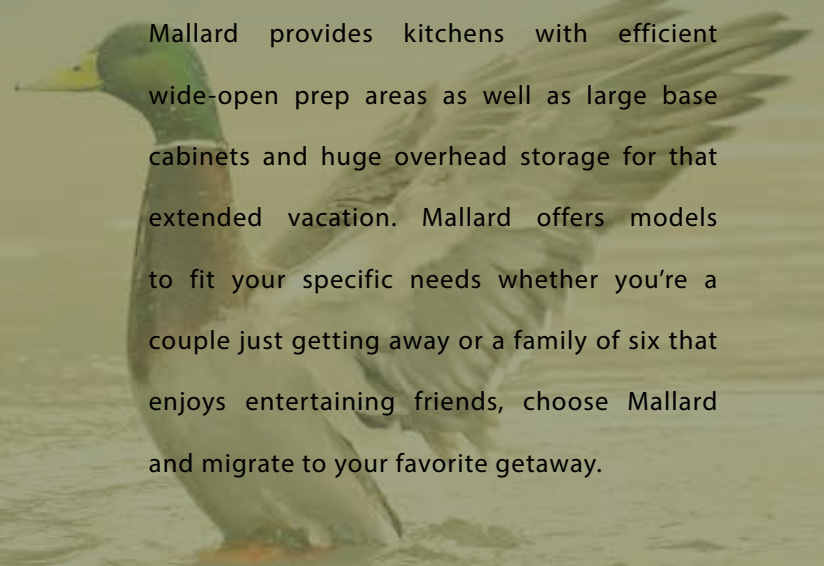 Mallard provides kitchens with efficient
wide-open prep areas as well as large base
cabinets and huge overhead storage for that
extended vacation. Mallard offers models
to fit your specific needs whether you’re a
couple just getting away or a family of six that
enjoys entertaining friends, choose Mallard
and migrate to your favorite getaway.